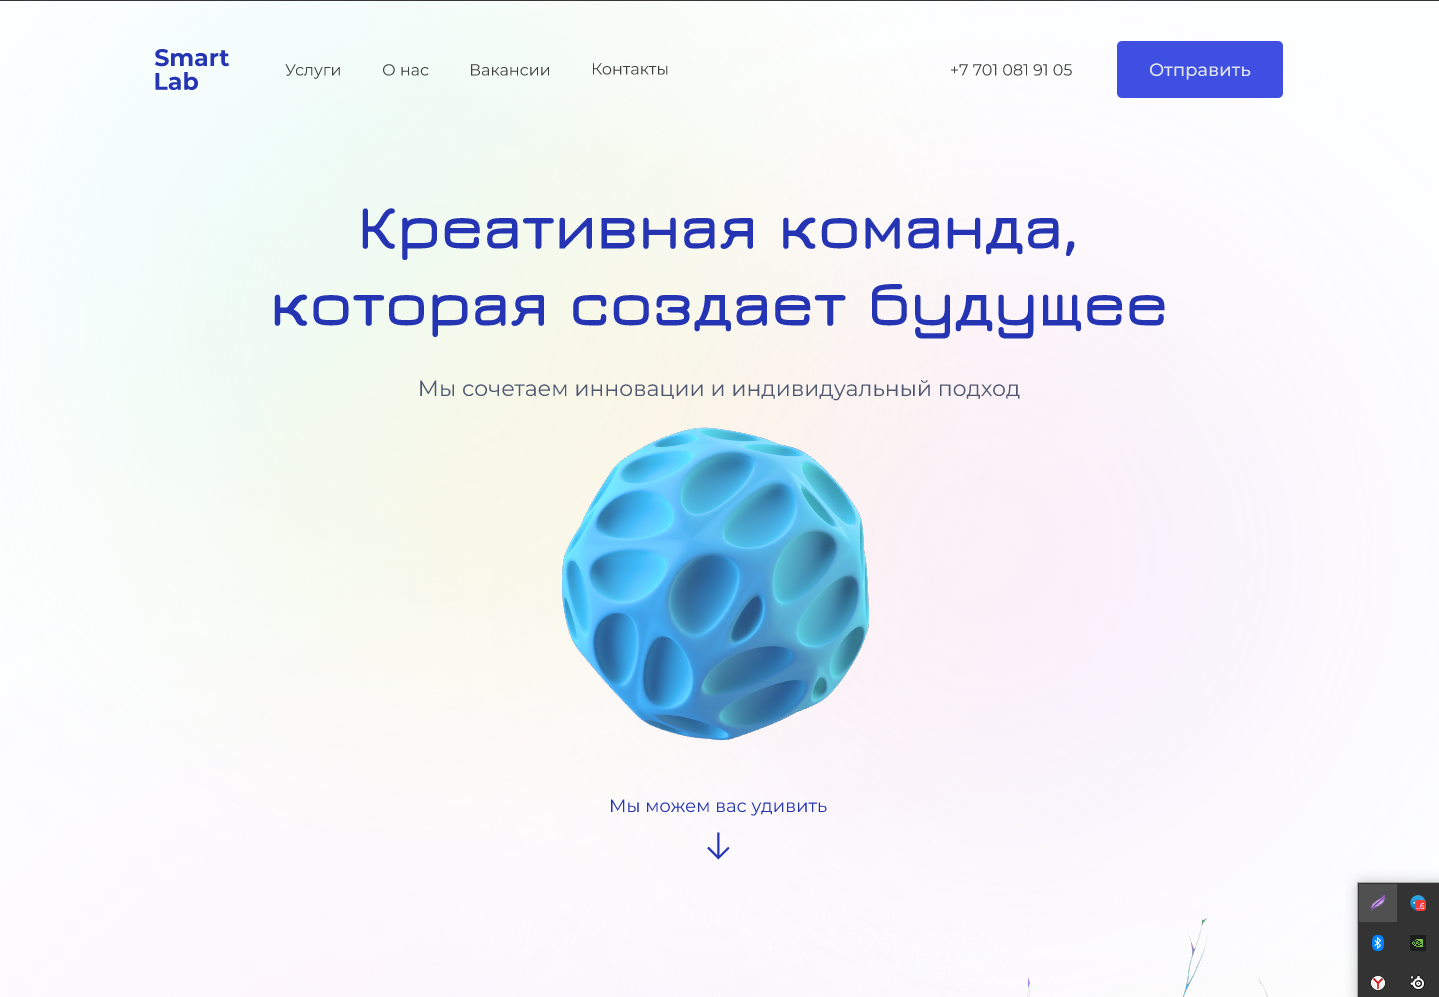 Smart
Lab
Услуги
О нас
Вакансии
Контакты
+7 701 081 91 05
Отправить
Креативная команда,
которая создает будущее
Мы сочетаем инновации и индивидуальный подход
Мы можем вас удивить